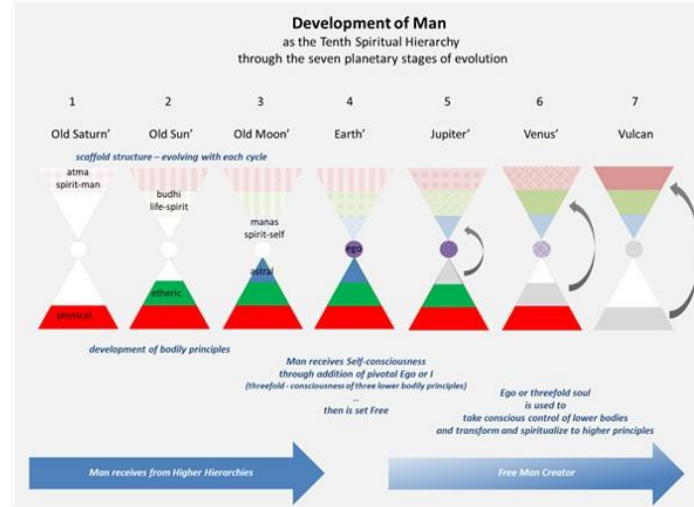 Development of Man
as the Tenth Spiritual Hierarchy
through the seven planetary stages of evolution
1 2 3 4 5 6 7
Old Saturn' Old Sun' Old Moon' Earth' Jupiter' Venus' Vulcan
scaffold structure – evolving with each cycle
atma
spirit-man
budhi
life-spirit
manas
spirit-self
ego
astral
etheric
physical
development of bodily principles
Man receives Self-consciousness
through addition of pivotal Ego or I
(threefold - consciousness of three lower bodily principles)
..
then is set Free
Ego or threefold soul
is used to
take conscious control of lower bodies
and transform and spiritualize to higher principles
Man receives from Higher Hierarchies
Free Man Creator